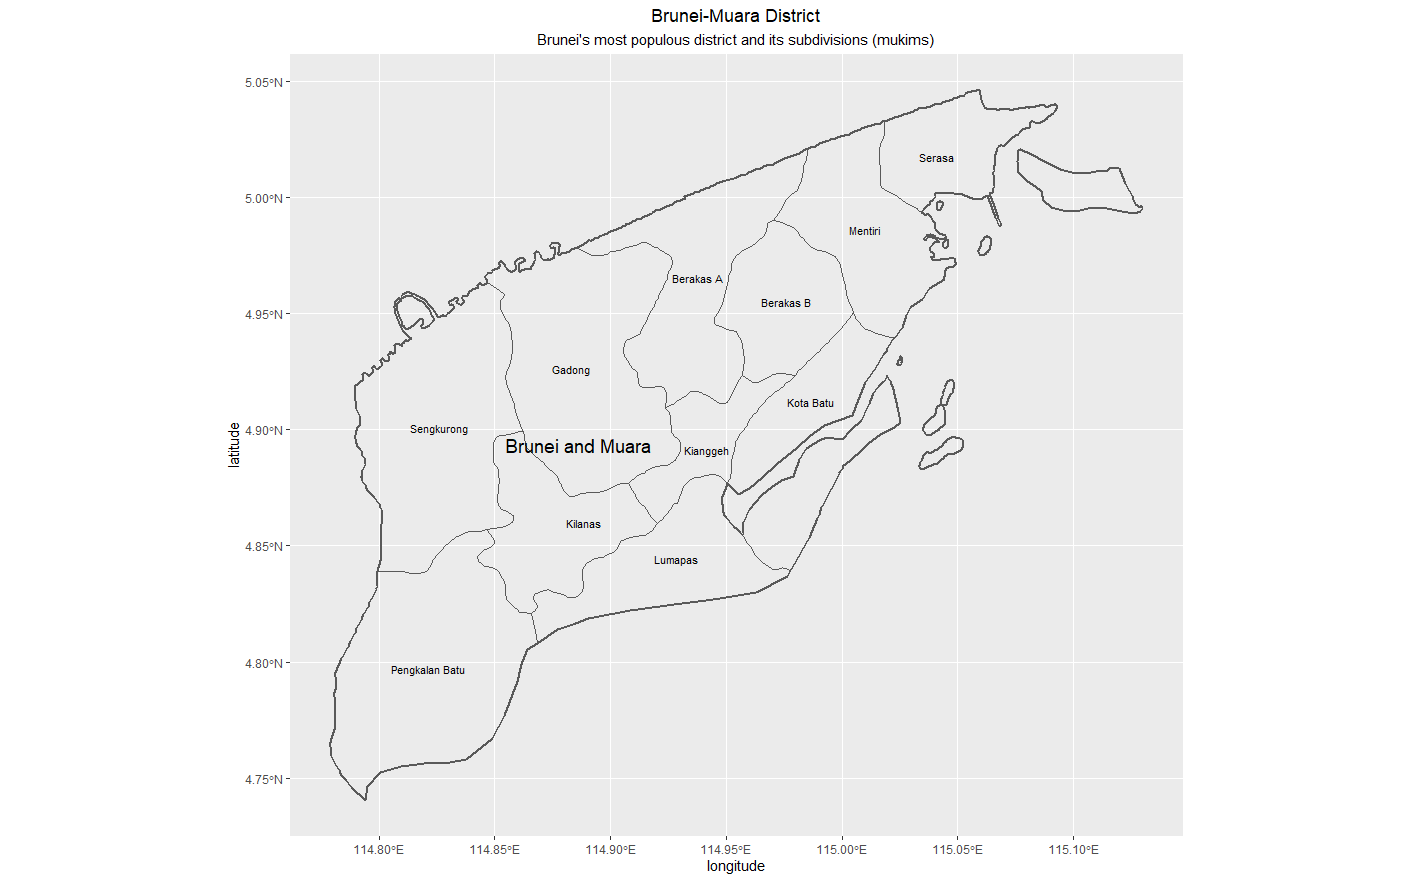 Brunei-Muara District
Brunei's most populous district and its subdivisions (mukims)
5.05°N
5.00°N
4.95°N
4.90°N
4.85°N
4.80°N
4.75°N
latitude
Serasa
Mentiri
Berakas A
Berakas B
Gadong
Kota Batu
Sengkurong
Brunei and Muara
Kianggeh
Kilanas
Lumapas
Pengkalan Batu
114.80°E
114.85°E
114.90°E
114.95°E
115.00°E
115.05°E
115.10°E
longitude